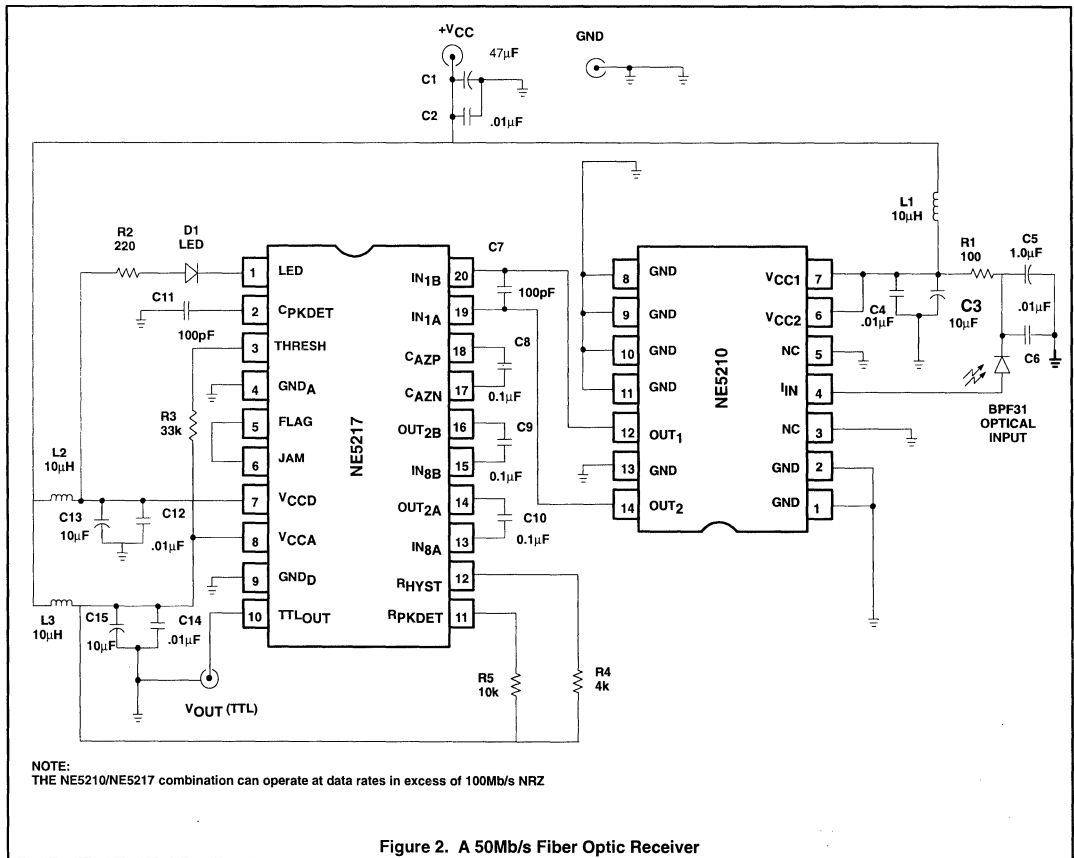 +VCC
GND
47µF
C1
C2
.01µF
L1
10µH
R2
220
D1
LED
C7
100pF
R1
100
C5
1.0µF
.01µF
C6
C4
.01µF
C3
10µF
BPF31
OPTICAL
INPUT
C11
100pF
R3
33k
L2
10µH
C13
10µF
C12
.01µF
L3
10µH
C15
10µF
C14
.01µF
VOUT (TTL)
C8
0.1µF
C9
0.1µF
C10
0.1µF
R5
10k
R4
4k
NE5217
1 LED
2 CPKDET
3 THRESH
4 GNDA
5 FLAG
6 JAM
7 VCCD
8 VCCA
9 GNDD
10 TTLOUT
IN1B 20
IN1A 19
CAZP 18
CAZN 17
OUT2B 16
IN8B 15
OUT2A 14
IN8A 13
RHYST 12
RPKDET 11
NE5210
8 GND
9 GND
10 GND
11 GND
12 OUT1
13 GND
14 OUT2
VCC1 7
VCC2 6
NC 5
IIN 4
NC 3
GND 2
GND 1
NOTE:
THE NE5210/NE5217 combination can operate at data rates in excess of 100Mb/s NRZ
Figure 2. A 50Mb/s Fiber Optic Receiver